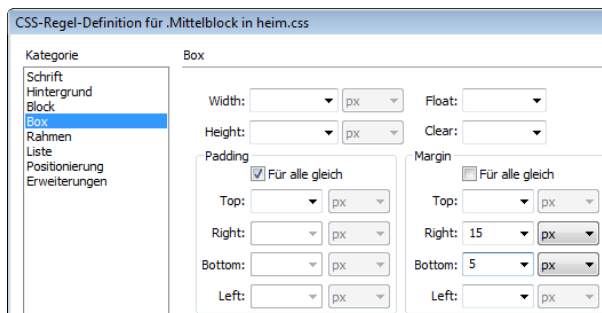 CSS-Regel-Definition für .Mittelblock in heim.css
Kategorie
Schrift
Hintergrund
Block
Box
Rahmen
Liste
Positionierung
Erweiterungen
Box
Width: px Float:
Height: px Clear:
Padding Margin
Für alle gleich Für alle gleich
Top: px Top: px
Right: px Right: 15 px
Bottom: px Bottom: 5 px
Left: px Left: px